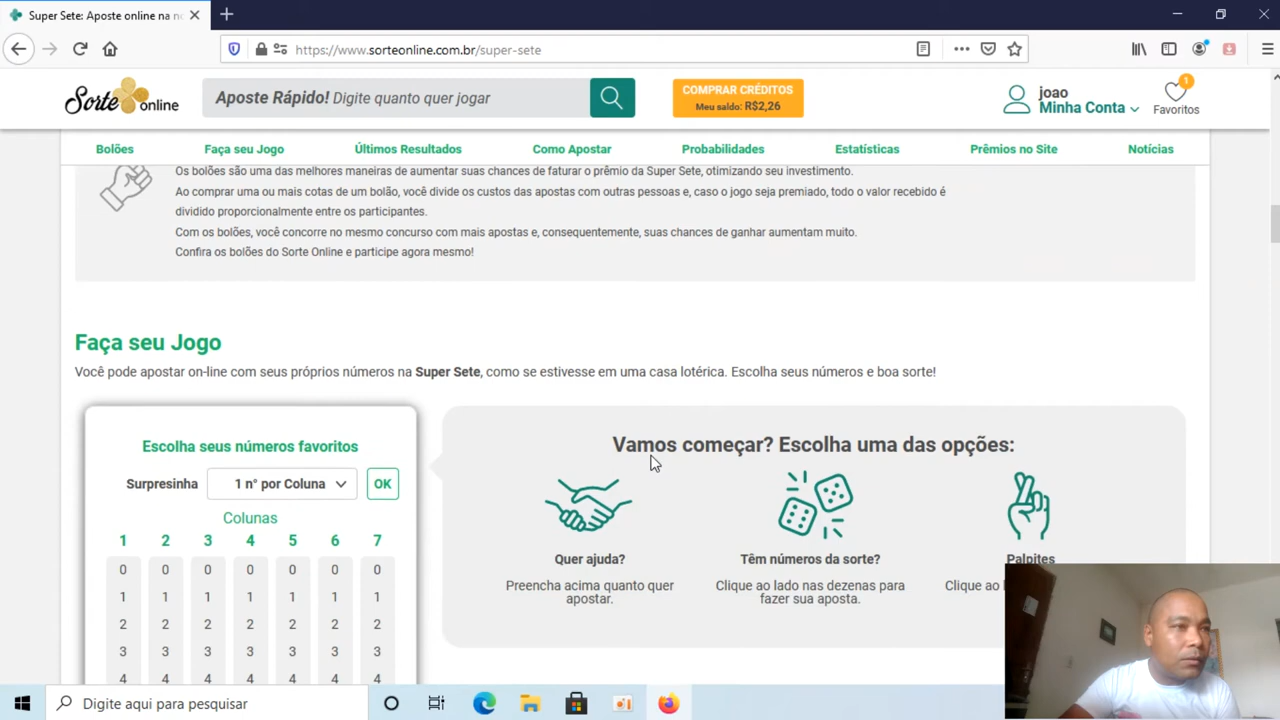 Super Sete: Aposte online na no
https://www.sorteonline.com.br/super-sete
Sorte online
Aposte Rápido! Digite quanto quer jogar
COMPRAR CRÉDITOS
Meu saldo: R$2,26
joao
Minha Conta
1
Favoritos
Bolões Faça seu Jogo Últimos Resultados Como Apostar Probabilidades Estatísticas Prêmios no Site Notícias
Os bolões são uma das melhores maneiras de aumentar suas chances de faturar o prêmio da Super Sete, otimizando seu investimento.
Ao comprar uma ou mais cotas de um bolão, você divide os custos das apostas com outras pessoas e, caso o jogo seja premiado, todo o valor recebido é
dividido proporcionalmente entre os participantes.
Com os bolões, você concorre no mesmo concurso com mais apostas e, consequentemente, suas chances de ganhar aumentam muito.
Confira os bolões do Sorte Online e participe agora mesmo!
Faça seu Jogo
Você pode apostar on-line com seus próprios números na Super Sete, como se estivesse em uma casa lotérica. Escolha seus números e boa sorte!
Escolha seus números favoritos
Surpresinha 1 n° por Coluna OK
Colunas
1 2 3 4 5 6 7
0 0 0 0 0 0 0
1 1 1 1 1 1 1
2 2 2 2 2 2 2
3 3 3 3 3 3 3
4 4 4 4 4 4 4
Vamos começar? Escolha uma das opções:
Quer ajuda?
Preencha acima quanto quer
apostar.
Têm números da sorte?
Clique ao lado nas dezenas para
fazer sua aposta.
Palpites
Clique ao
Digite aqui para pesquisar